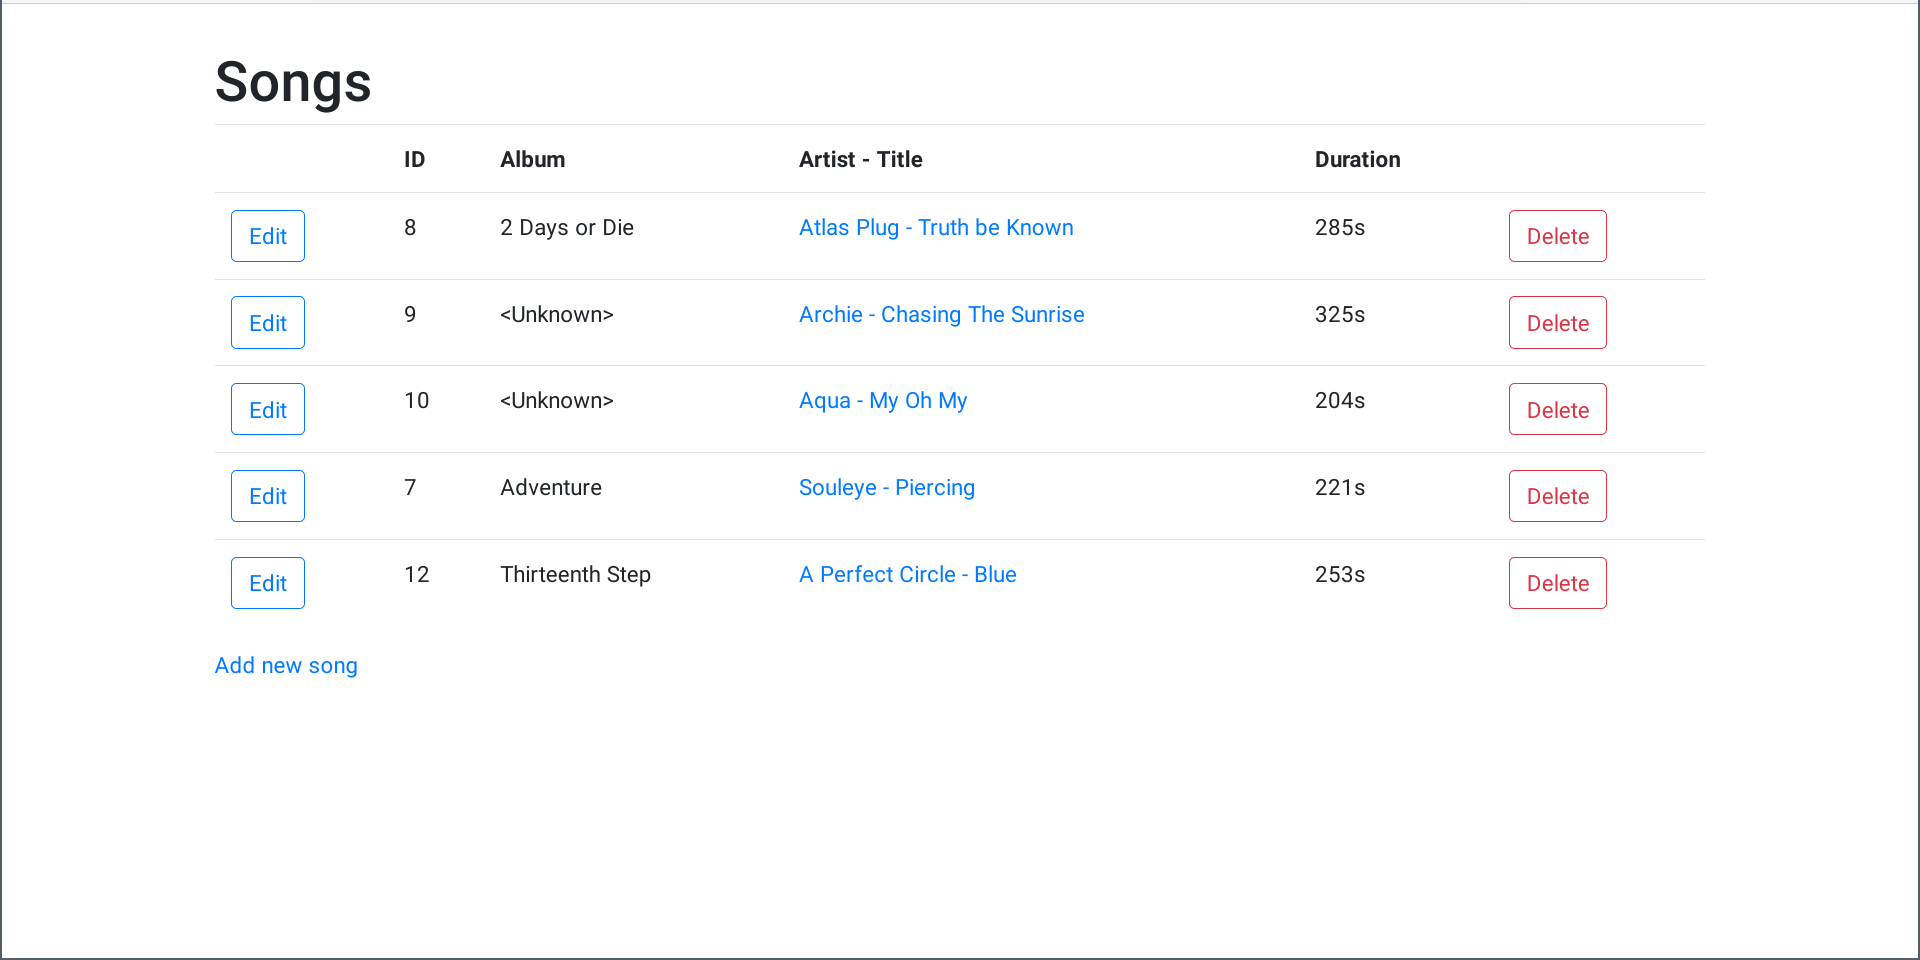 Songs
ID Album Artist - Title Duration
Edit 8 2 Days or Die Atlas Plug - Truth be Known 285s Delete
Edit 9 <Unknown> Archie - Chasing The Sunrise 325s Delete
Edit 10 <Unknown> Aqua - My Oh My 204s Delete
Edit 7 Adventure Souleye - Piercing 221s Delete
Edit 12 Thirteenth Step A Perfect Circle - Blue 253s Delete
Add new song